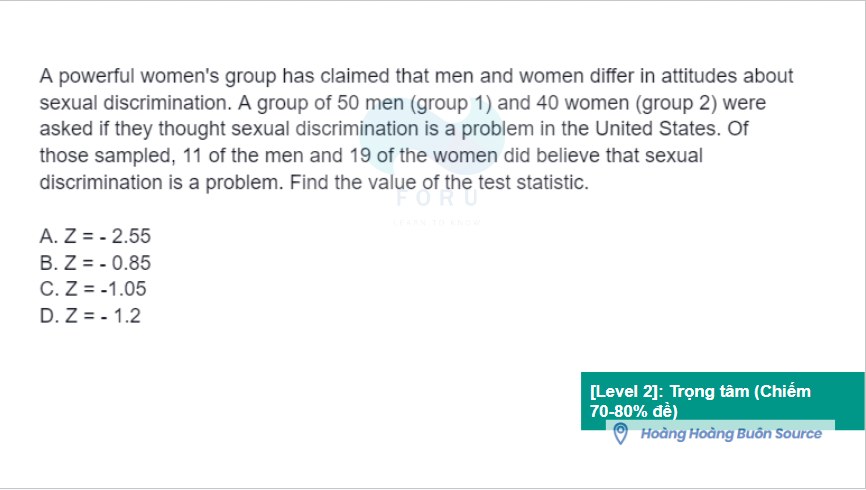 A powerful women's group has claimed that men and women differ in attitudes about
sexual discrimination. A group of 50 men (group 1) and 40 women (group 2) were
asked if they thought sexual discrimination is a problem in the United States. Of
those sampled, 11 of the men and 19 of the women did believe that sexual
discrimination is a problem. Find the value of the test statistic.
FORU
A. Z = - 2.55
B. Z = - 0.85
C. Z = -1.05
D. Z = - 1.2
[Level 2]: Trọng tâm (Chiếm
70-80% đề)
Hoàng Hoàng Buôn Source